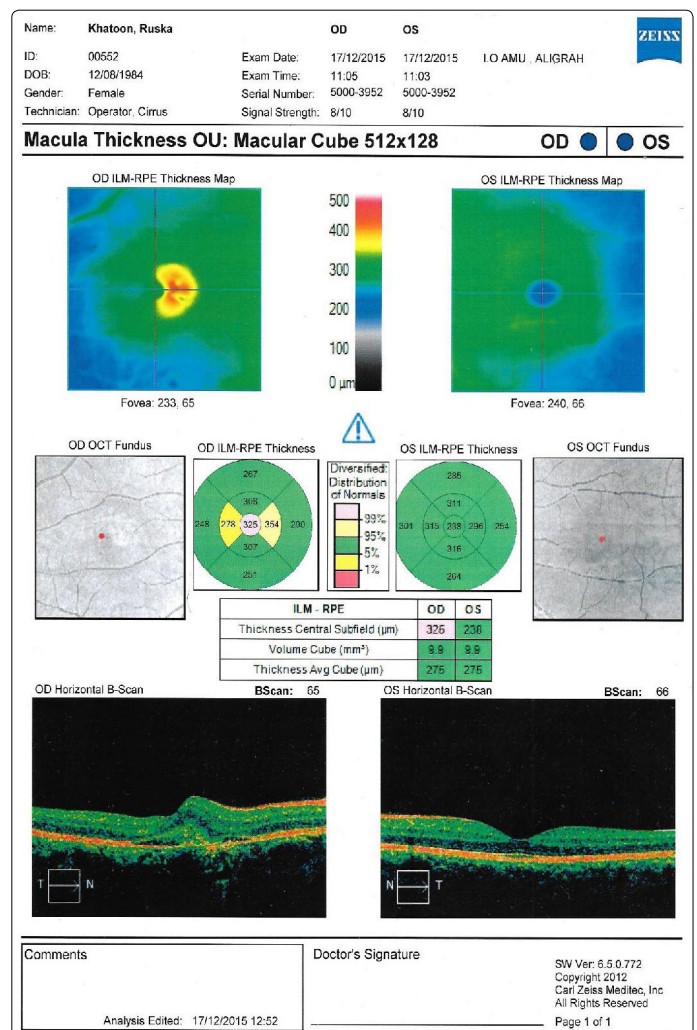 Name: Khatoon, Ruska OD OS
ZEISS
ID: 00552 Exam Date: 17/12/2015 17/12/2015 I.O AMU , ALIGRAH
DOB: 12/08/1984 Exam Time: 11:05 11:03
Gender: Female Serial Number: 5000-3952 5000-3952
Technician: Operator, Cirrus Signal Strength: 8/10 8/10
Macula Thickness OU: Macular Cube 512x128 OD OS
OD ILM-RPE Thickness Map
OS ILM-RPE Thickness Map
500
400
300
200
100
0 µm
Fovea: 233, 65
Fovea: 240, 66
OD OCT Fundus
OD ILM-RPE Thickness
OS ILM-RPE Thickness
OS OCT Fundus
267
248 278 325 354
307
251
Diversified:
Distribution
of Normals
99%
95%
5%
1%
285
311
301 315 238 296 254
316
264
ILM - RPE OD OS
Thickness Central Subfield (µm) 325 238
Volume Cube (mm³) 9.9 9.9
Thickness Avg Cube (µm) 275 275
OD Horizontal B-Scan BScan: 65
OS Horizontal B-Scan BScan: 66
T N
N T
Comments
Doctor's Signature
SW Ver: 6.5.0.772
Copyright 2012
Carl Zeiss Meditec, Inc
All Rights Reserved
Analysis Edited: 17/12/2015 12:52
Page 1 of 1